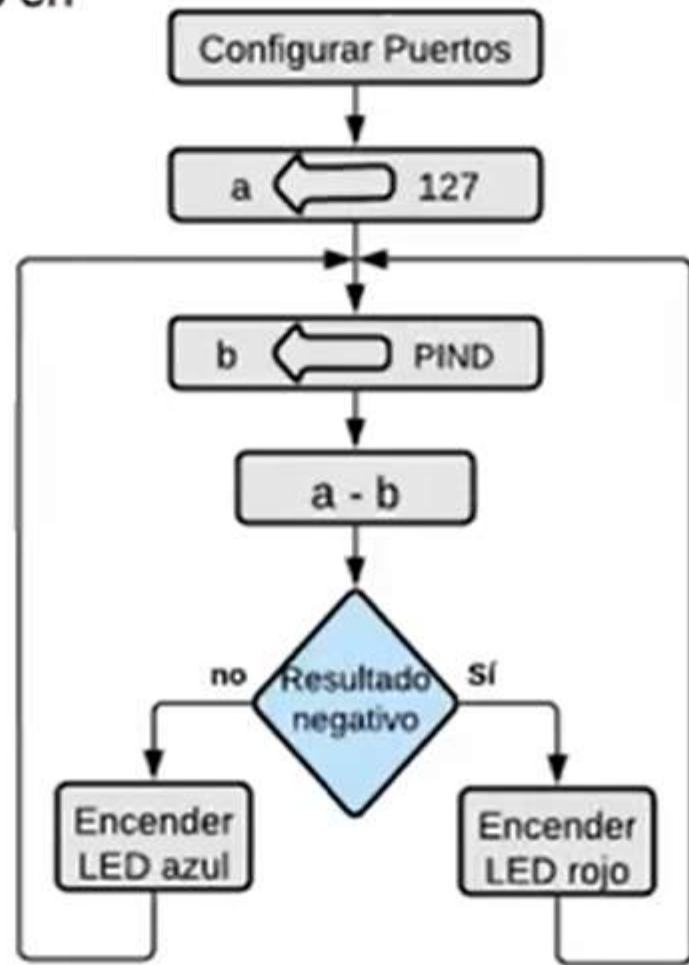 Configurar Puertos
a 127
b PIND
a - b
Resultado
negativo
no
Sí
Encender
LED azul
Encender
LED rojo